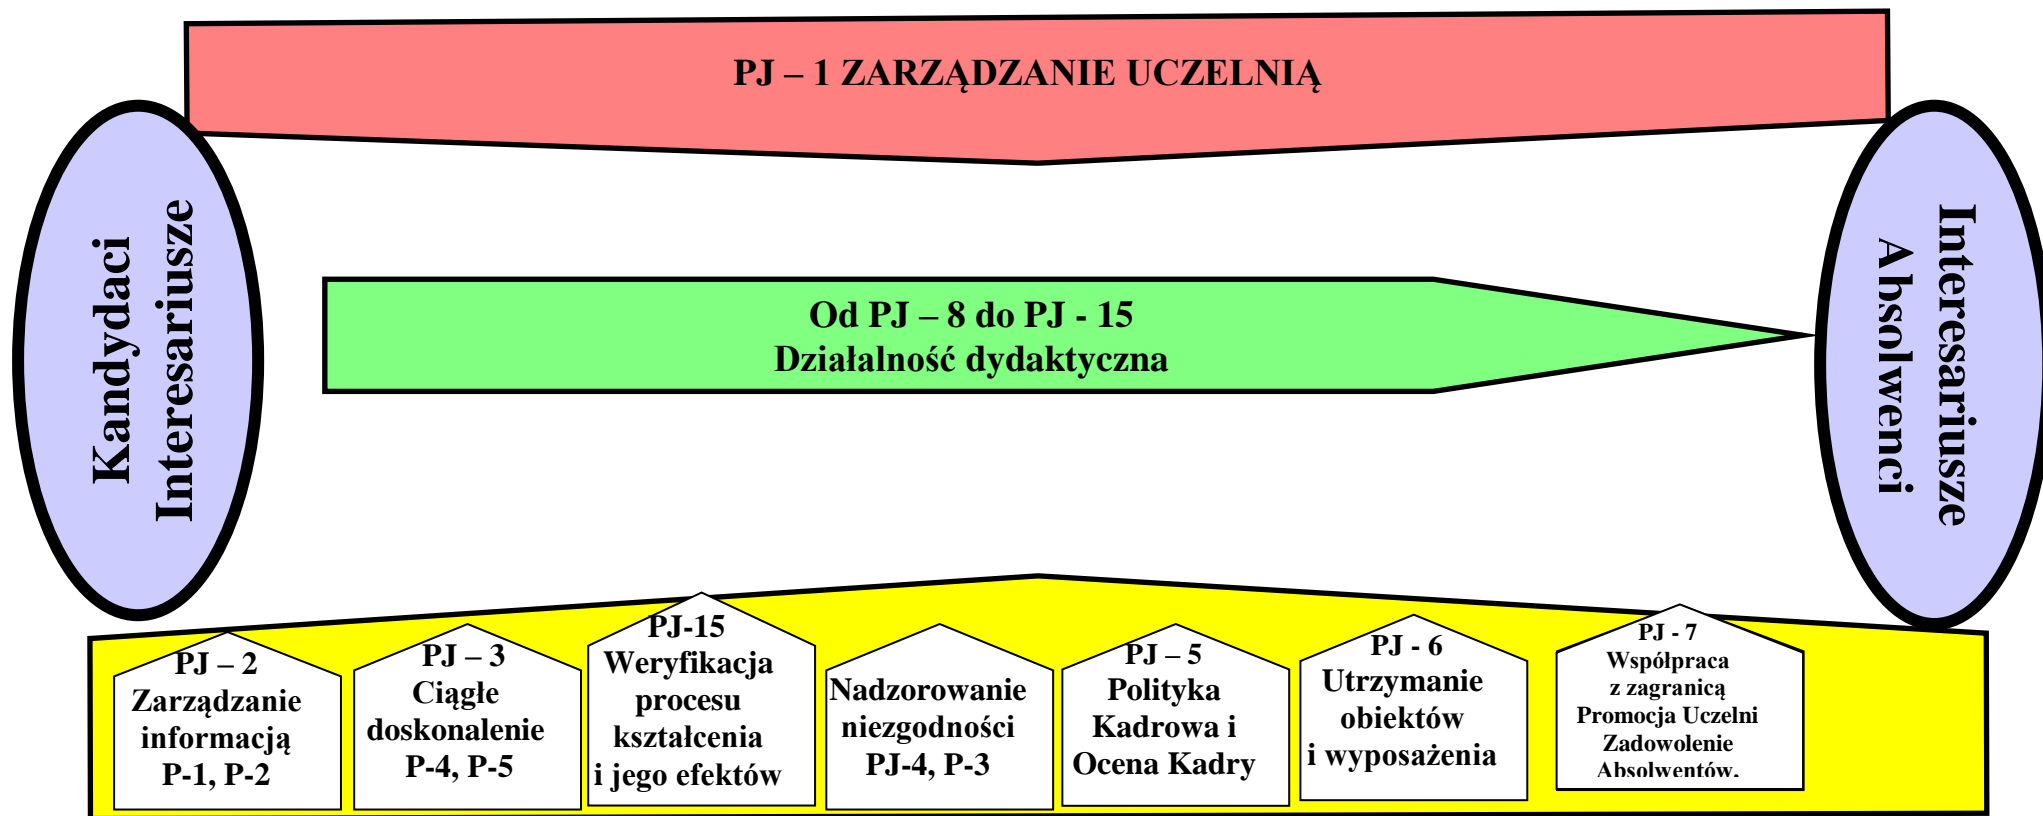 PJ – 1 ZARZĄDZANIE UCZELNIĄ
Kandydaci
Interesariusze
Od PJ – 8 do PJ - 15
Działalność dydaktyczna
Interesariusze
Absolwenci
PJ – 2
Zarządzanie
informacją
P-1, P-2
PJ – 3
Ciągłe
doskonalenie
P-4, P-5
PJ-15
Weryfikacja
procesu
kształcenia
i jego efektów
Nadzorowanie
niezgodności
PJ-4, P-3
PJ – 5
Polityka
Kadrowa i
Ocena Kadry
PJ - 6
Utrzymanie
obiektów
i wyposażenia
PJ - 7
Współpraca
z zagranicą
Promocja Uczelni
Zadowolenie
Absolwentów.